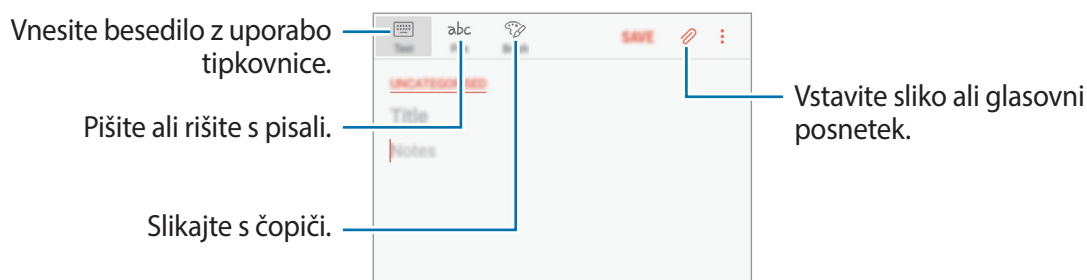 Vnesite besedilo z uporabo
tipkovnice.
Pišite ali rišite s pisali.
Slikajte s čopiči.
abc
SAVE
Text
UNCATEGORISED
Title
Notes
Vstavite sliko ali glasovni
posnetek.